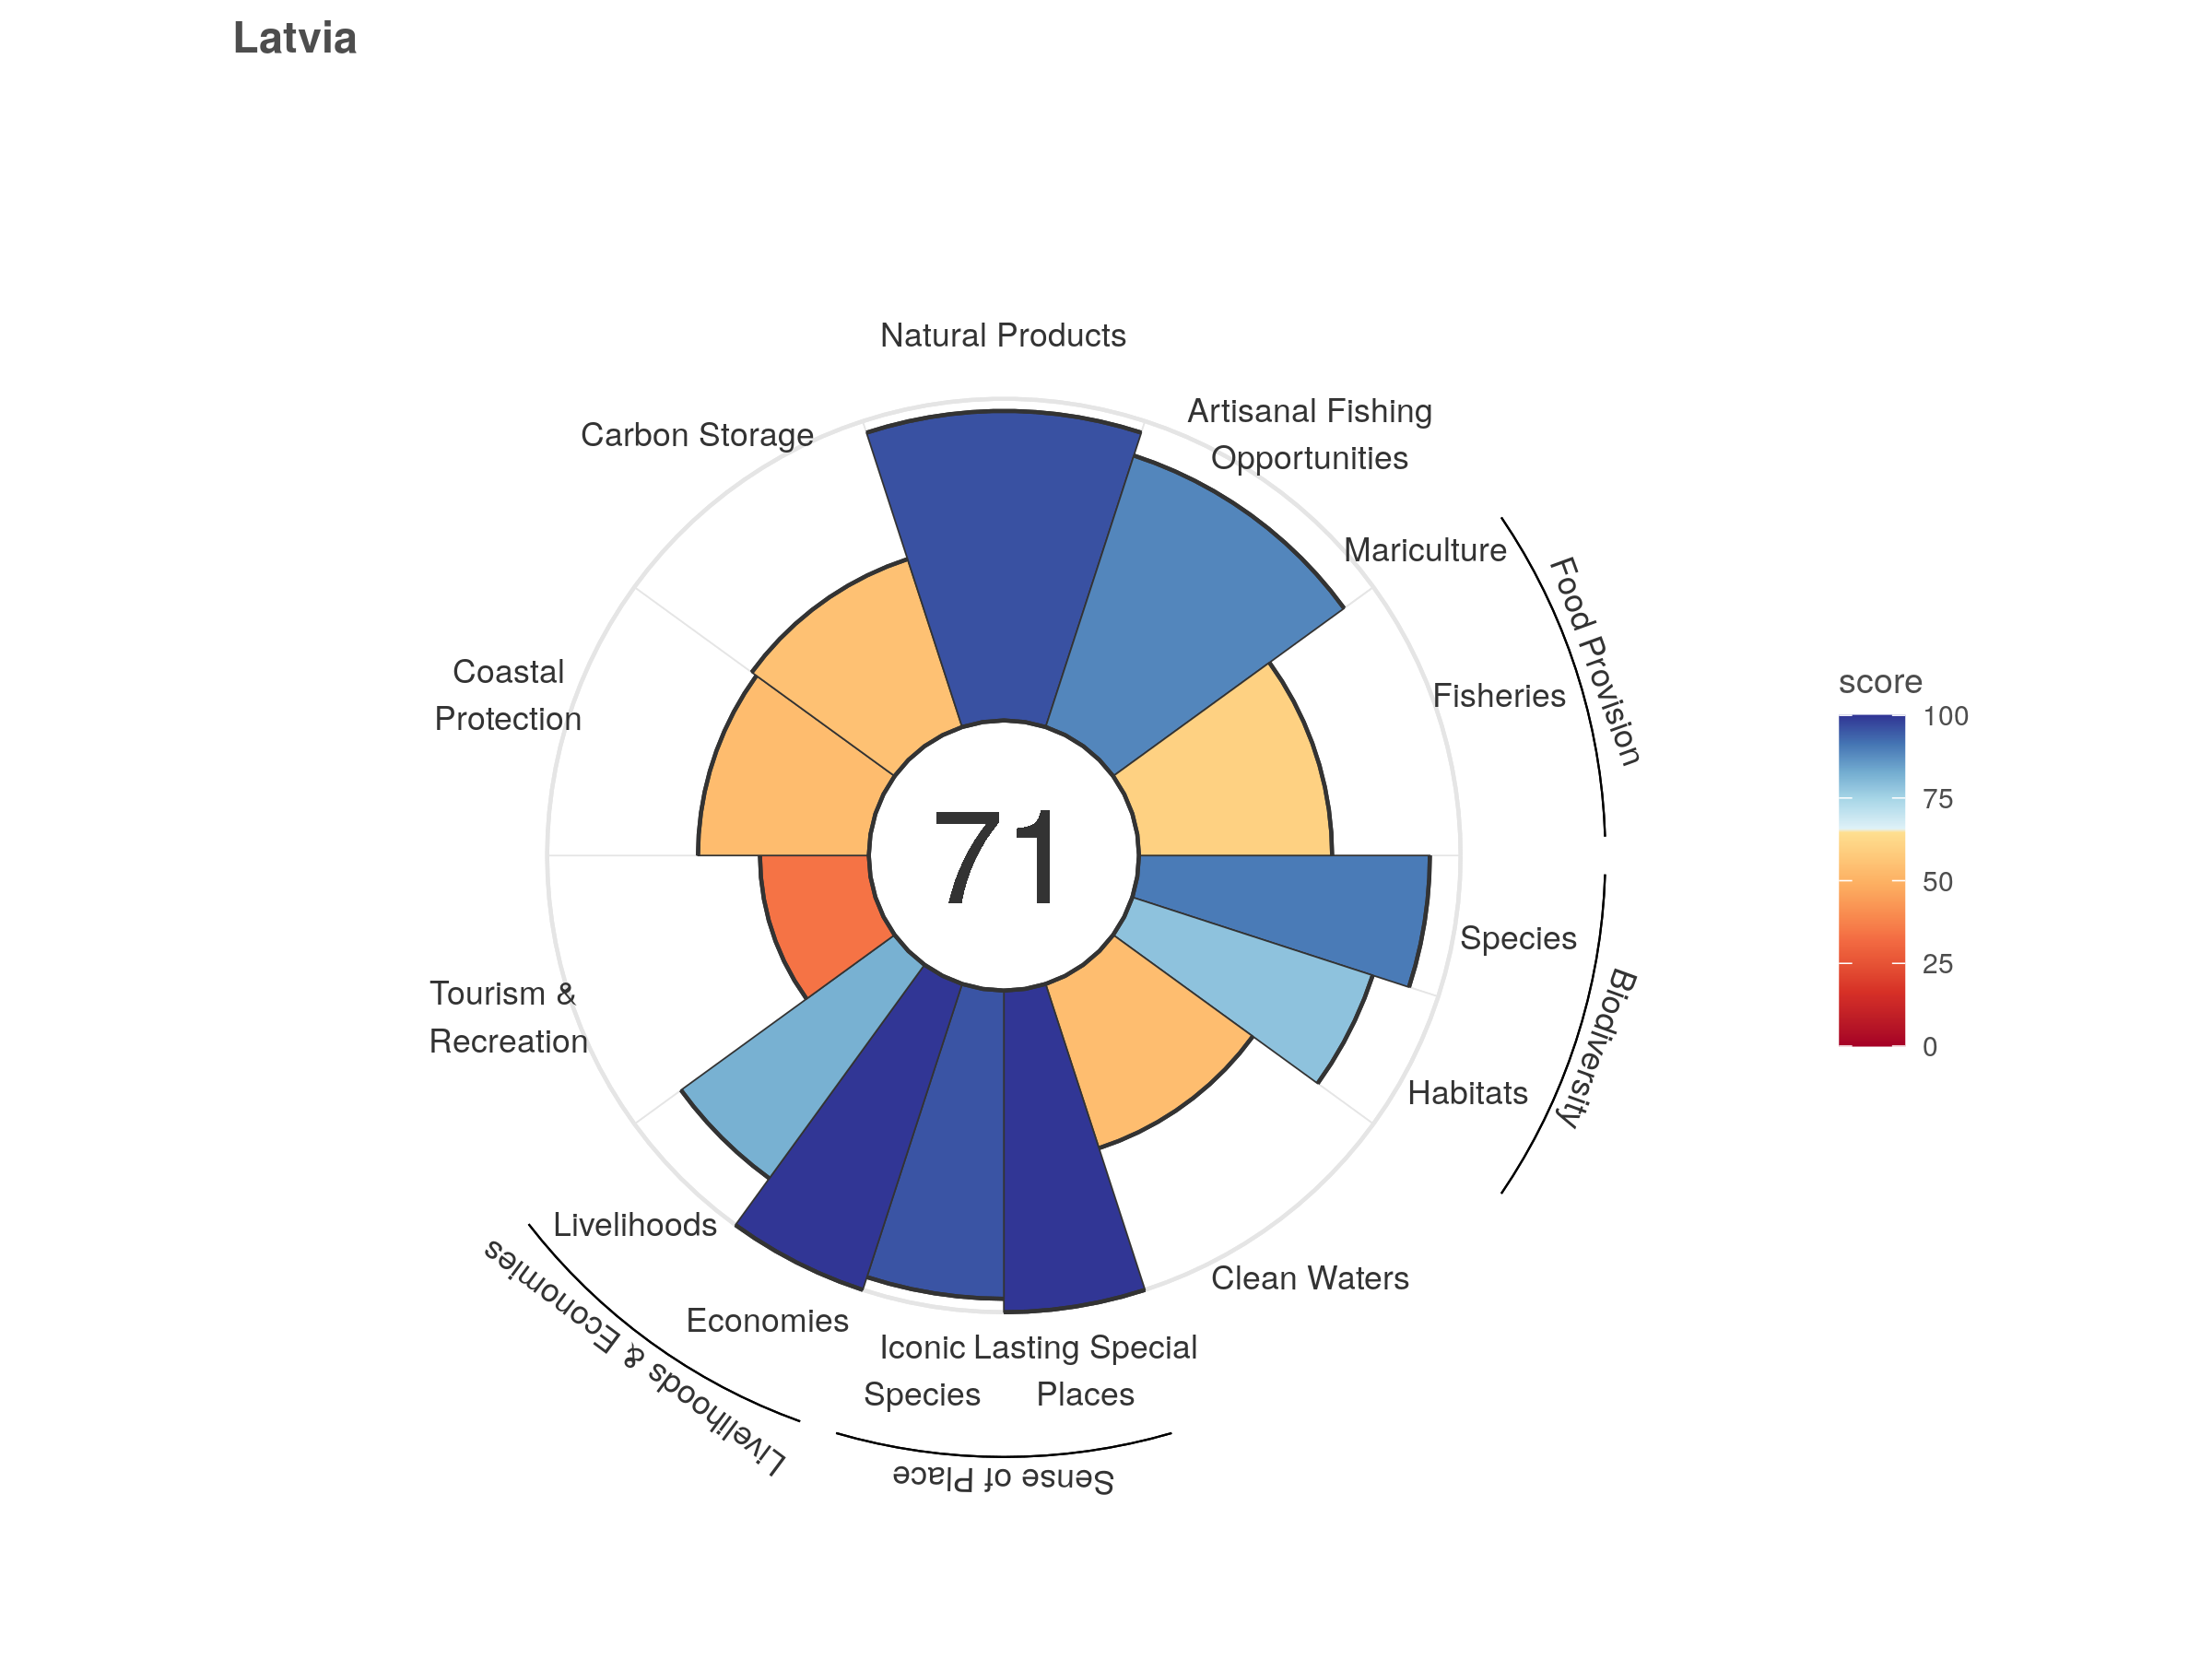 Latvia
Natural Products
Artisanal Fishing
Opportunities
Carbon Storage
Mariculture
Food Provision
Coastal
Protection
Fisheries
score
100
75
50
25
0
71
Species
Biodiversity
Tourism &
Recreation
Habitats
Livelihoods
Livelihoods & Economies
Clean Waters
Economies
Iconic
Species
Lasting Special
Places
Sense of Place